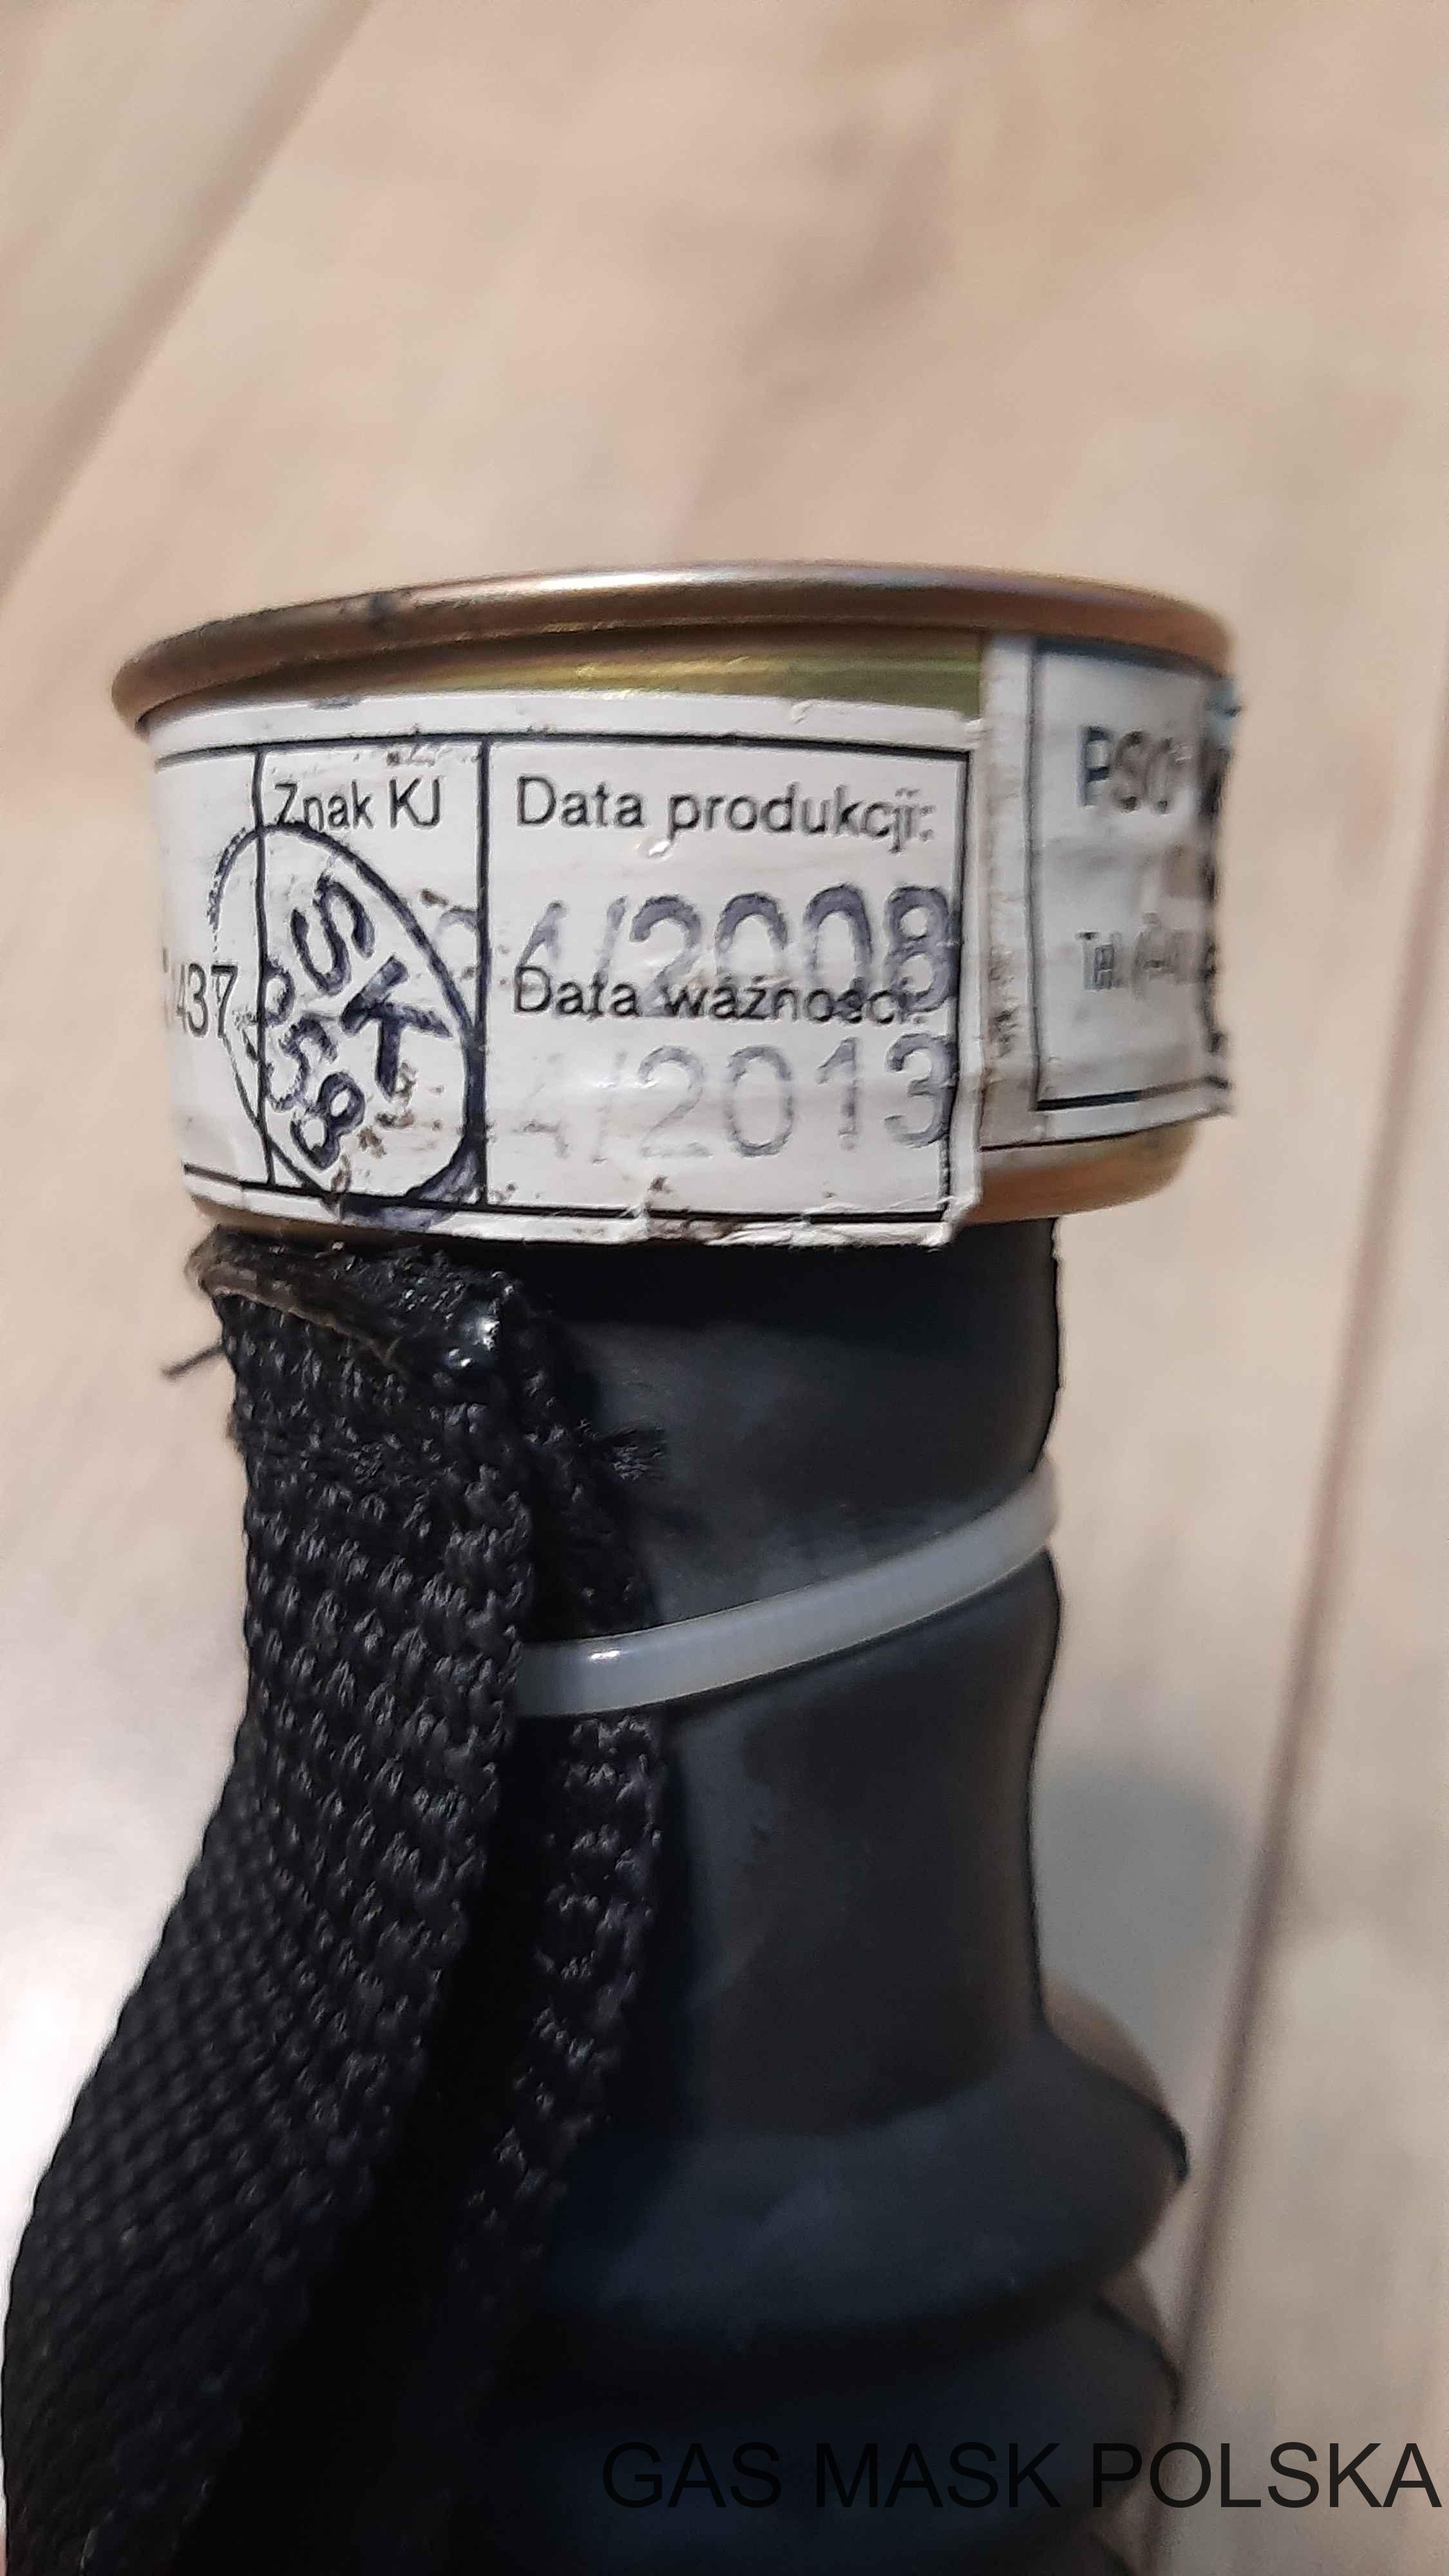 Znak KJ
SK
Data produkcji:
4/2008
Data ważności:
4/2013
437
GAS MASK POLSKA